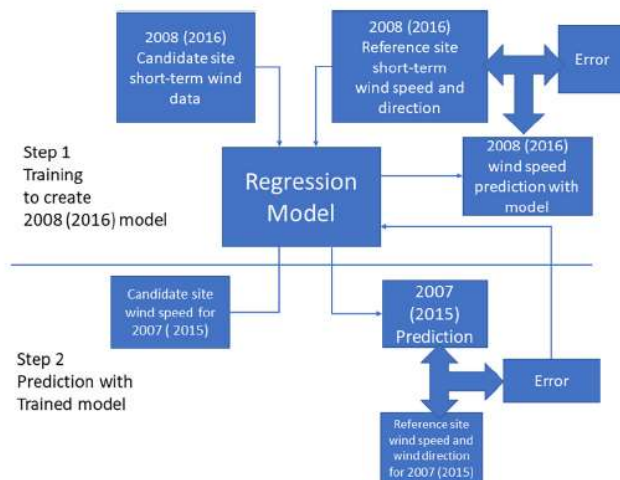 2008 (2016)
Candidate site
short-term wind
data
2008 (2016)
Reference site
short-term
wind speed and
direction
Error
Step 1
Training
to create
2008 (2016) model
Regression
Model
2008 (2016)
wind speed
prediction with
model
Candidate site
wind speed for
2007 ( 2015)
2007
(2015)
Prediction
Step 2
Prediction with
Trained model
Error
Reference site
wind speed and
wind direction
for 2007 (2015)